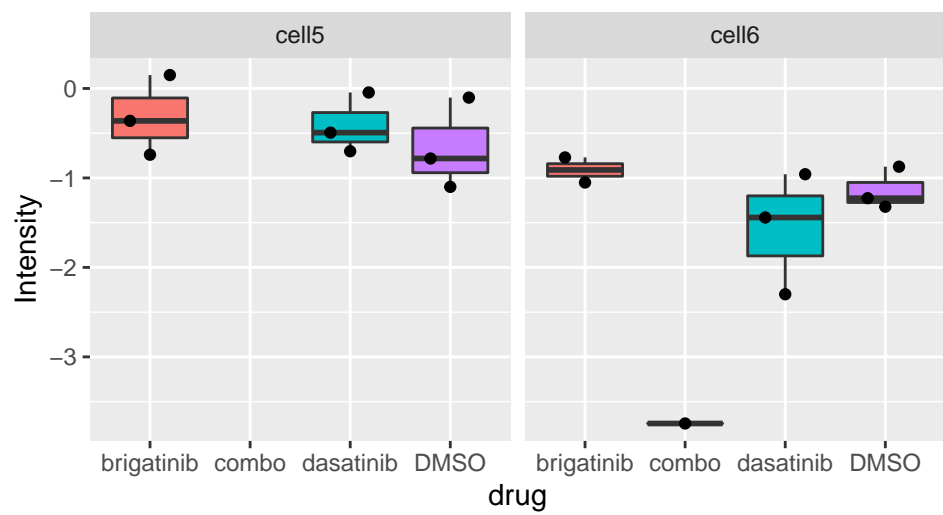 cell5 cell6
Intensity
0
−1
−2
−3
brigatinib combo dasatinib DMSO brigatinib combo dasatinib DMSO
drug